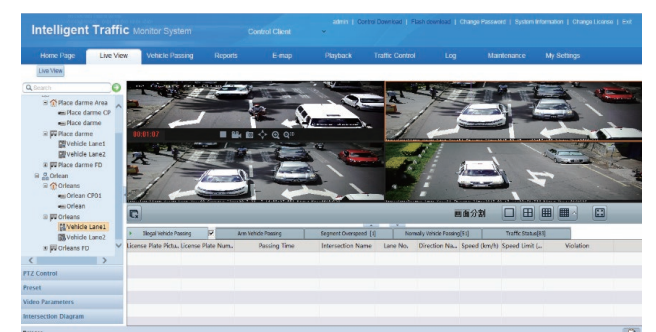 Intelligent Traffic Monitor System
Control Client
admin | Control Download | Flash download | Change Password | System Information | Change License | Exit
Home Page Live View Vehicle Passing Reports E-map Playback Traffic Control Log Maintenance My Settings
Live View
Search
Place darme Area
Place darme CP
Place darme
Place darme
Vehicle Lane1
Vehicle Lane2
Place darme FD
Orlean
Orleans
Orlean CP01
Orlean
Orleans
Vehicle Lane1
Vehicle Lane2
Orleans FD
PTZ Control
Preset
Video Parameters
Intersection Diagram
00:01:07
画面分割
Illegal Vehicle Passing Arm Vehicle Passing Segment Overspeed [1] Normally Vehicle Passing[51] Traffic Status[83]
License Plate Pictu.. License Plate Num.. Passing Time Intersection Name Lane No. Direction Na... Speed (km/h) Speed Limit (... Violation